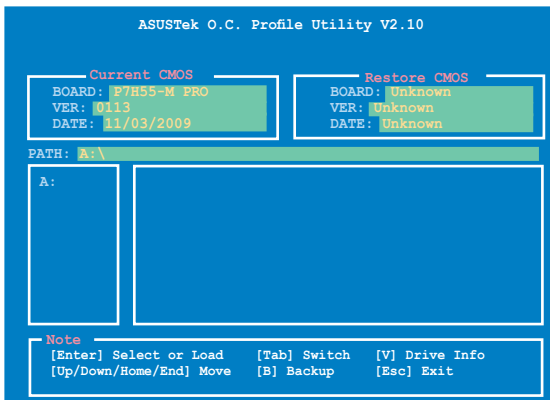 ASUSTek O.C. Profile Utility V2.10
Current CMOS
BOARD: P7H55-M PRO
VER: 0113
DATE: 11/03/2009
Restore CMOS
BOARD: Unknown
VER: Unknown
DATE: Unknown
PATH: A:\
A:
Note
[Enter] Select or Load [Tab] Switch [V] Drive Info
[Up/Down/Home/End] Move [B] Backup [Esc] Exit